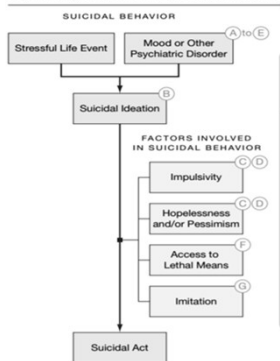 SUICIDAL BEHAVIOR
A to E
Stressful Life Event
Mood or Other
Psychiatric Disorder
B
Suicidal Ideation
FACTORS INVOLVED
IN SUICIDAL BEHAVIOR
C D
Impulsivity
C D
Hopelessness
and/or Pessimism
F
Access to
Lethal Means
G
Imitation
Suicidal Act